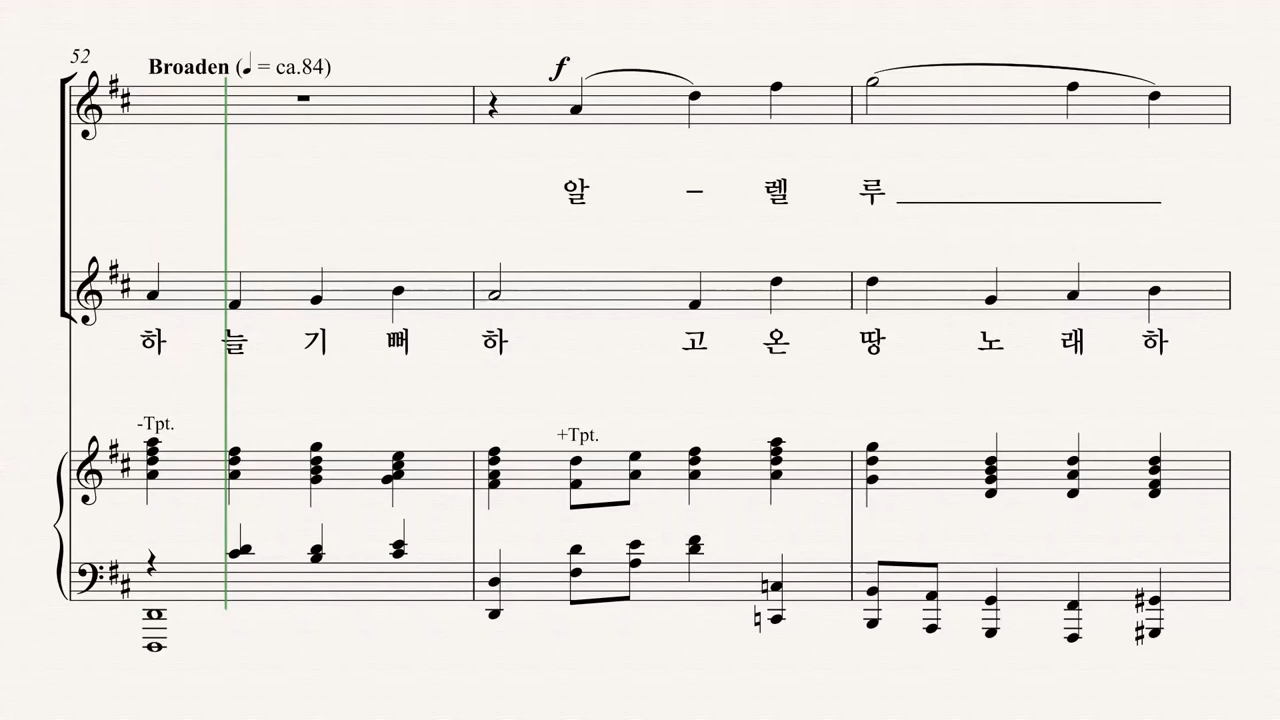 52
Broaden (♩ = ca.84)
f
알 – 렐 루
하 늘 기 뻐 하 고 온 땅 노 래 하
-Tpt.
+Tpt.